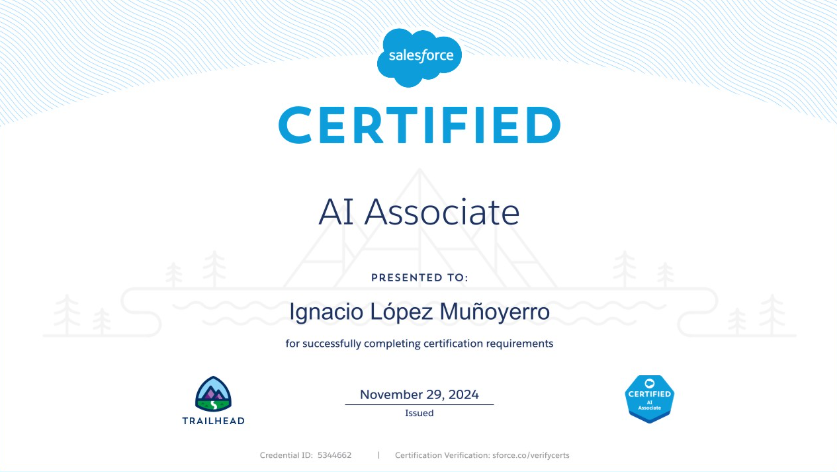 salesforce
CERTIFIED
AI Associate
PRESENTED TO:
Ignacio López Muñoyerro
for successfully completing certification requirements
November 29, 2024
Issued
TRAILHEAD
CERTIFIED
AI
Associate
Credential ID: 5344662 | Certification Verification: sforce.co/verifycerts